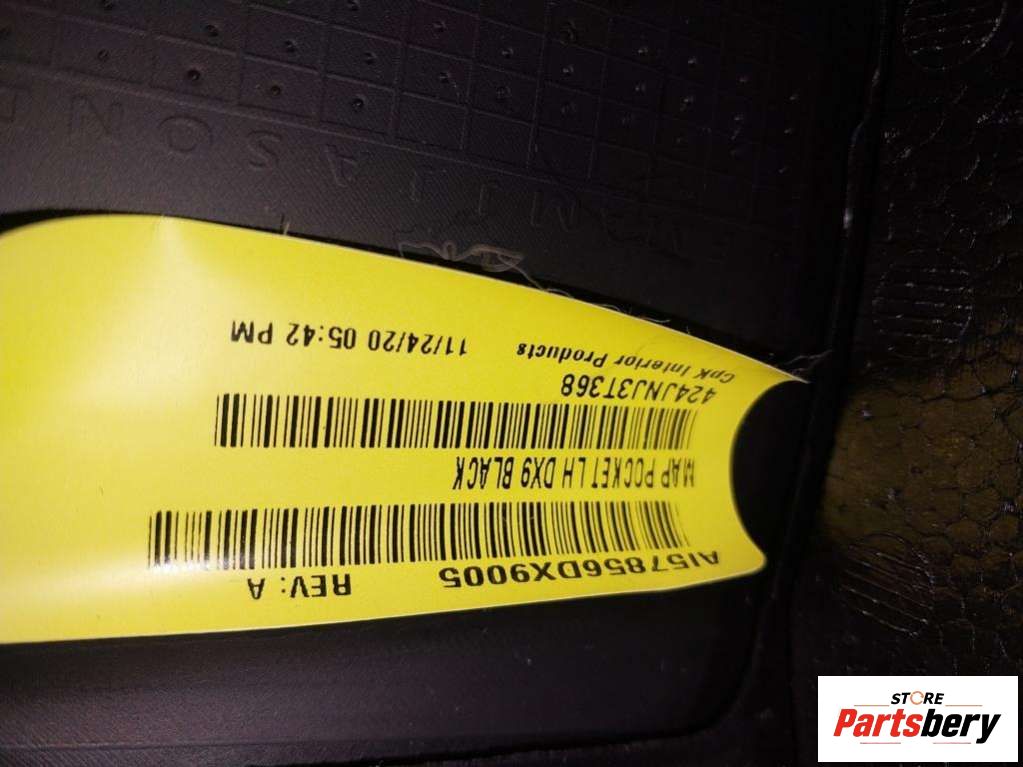 AI57856DX9005 REV: A
MAP POCKET LH DX9 BLACK
424JNJ3T368
CpK Interior Products 11/24/20 05:42 PM
STORE
Partsbery